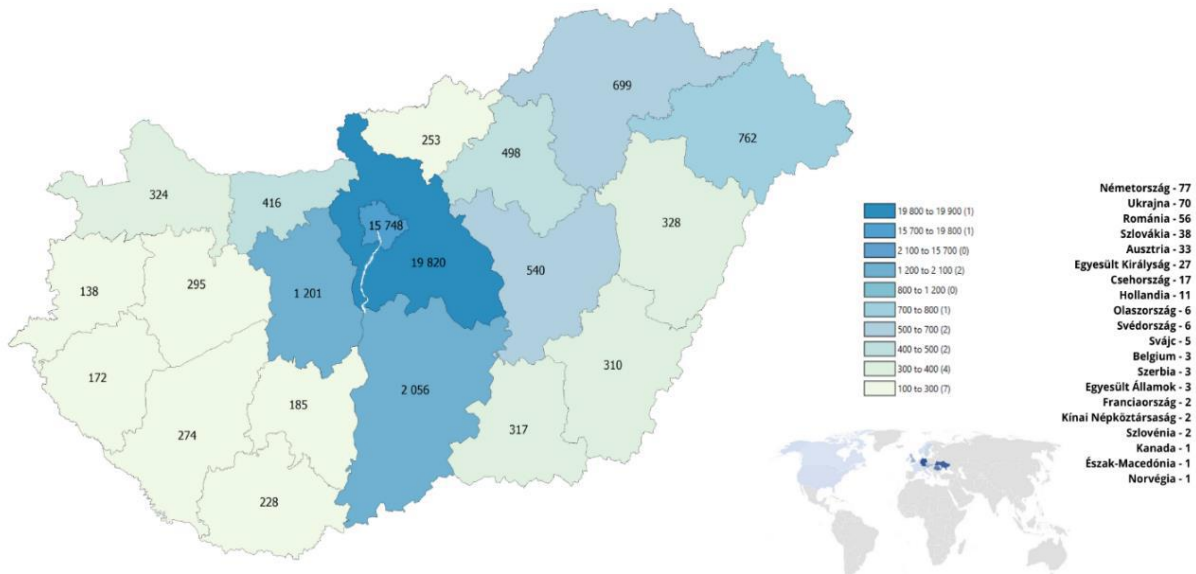 699
762
253
498
324
416
328
15 748
19 820
540
138
295
1 201
310
172
185
2 056
274
317
228
19 800 to 19 900 (1)
15 700 to 19 800 (1)
2 100 to 15 700 (0)
1 200 to 2 100 (2)
800 to 1 200 (0)
700 to 800 (1)
500 to 700 (2)
400 to 500 (2)
300 to 400 (4)
100 to 300 (7)
Németország - 77
Ukrajna - 70
Románia - 56
Szlovákia - 38
Ausztria - 33
Egyesült Királyság - 27
Csehország - 17
Hollandia - 11
Olaszország - 6
Svédország - 6
Svájc - 5
Belgium - 3
Szerbia - 3
Egyesült Államok - 3
Franciaország - 2
Kínai Népköztársaság - 2
Szlovénia - 2
Kanada - 1
Észak-Macedónia - 1
Norvégia - 1